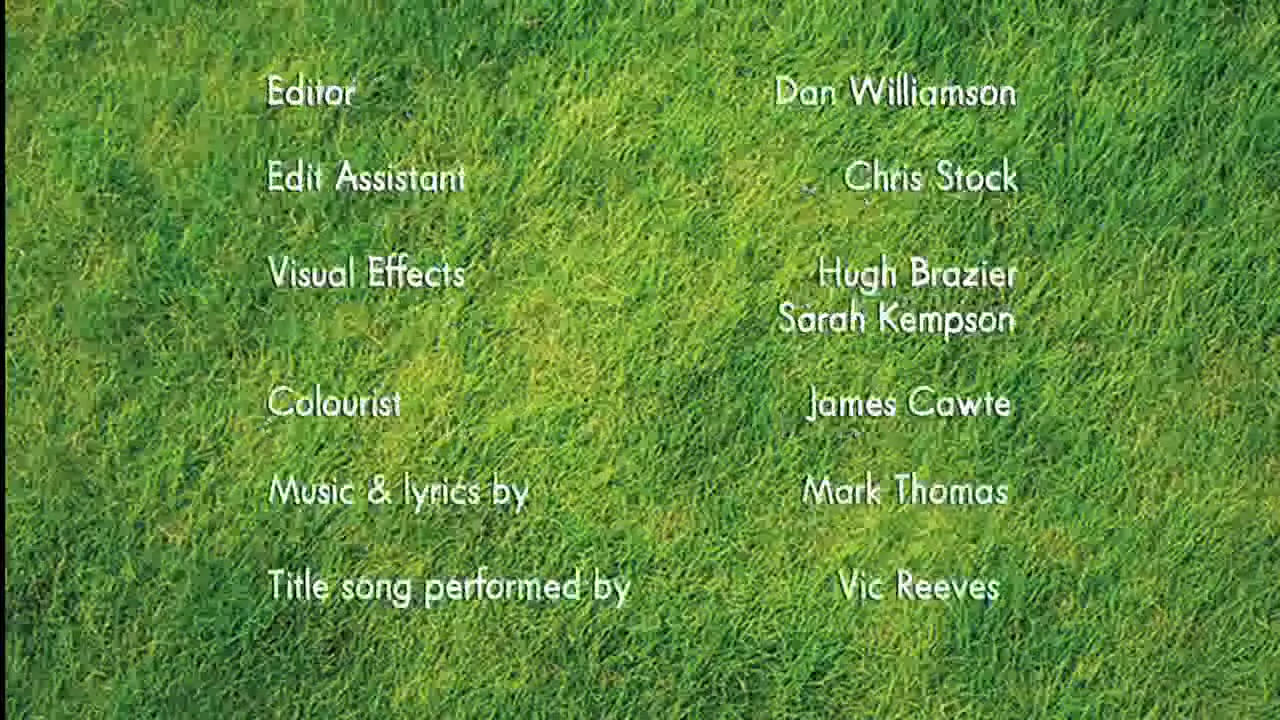 Editor Dan Williamson
Edit Assistant Chris Stock
Visual Effects Hugh Brazier
Sarah Kempson
Colourist James Cawte
Music & lyrics by Mark Thomas
Title song performed by Vic Reeves